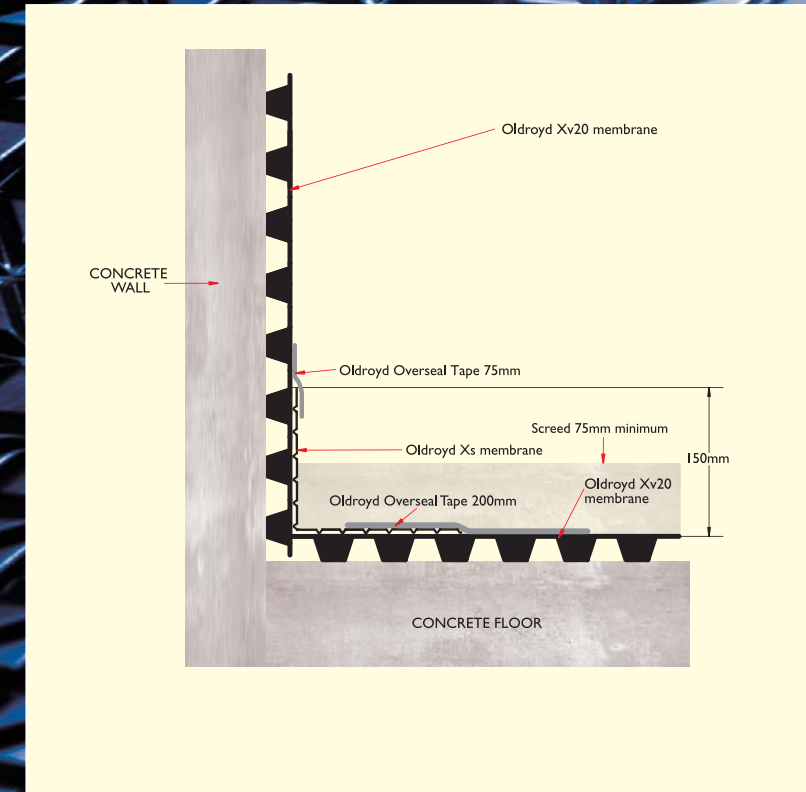 Oldroyd Xv20 membrane
CONCRETE
WALL
Oldroyd Overseal Tape 75mm
Screed 75mm minimum
Oldroyd Xs membrane
150mm
Oldroyd Xv20
membrane
Oldroyd Overseal Tape 200mm
CONCRETE FLOOR